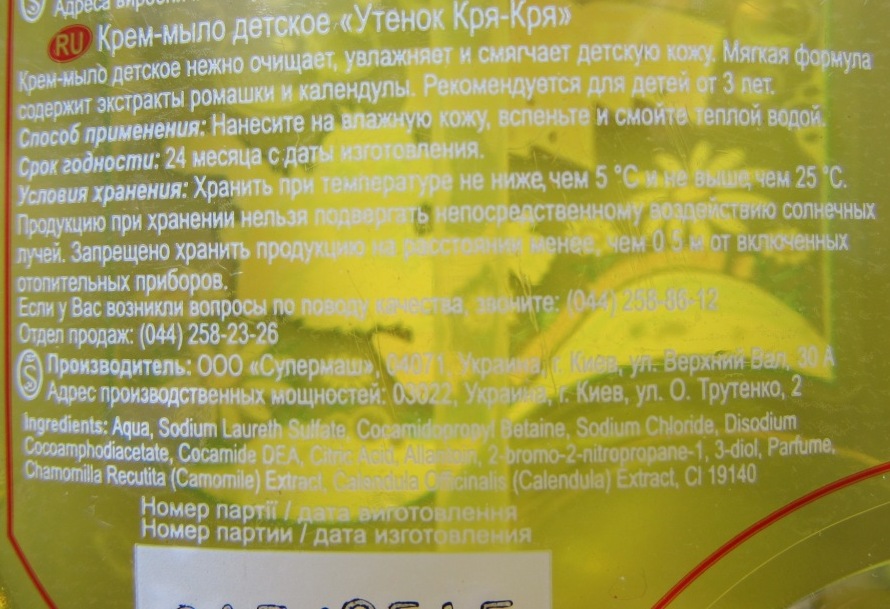 Адреса
RU Крем-мыло детское «Утенок Кря-Кря»
Крем-мыло детское нежно очищает, увлажняет и смягчает детскую кожу. Мягкая формула
содержит экстракты ромашки и календулы. Рекомендуется для детей от 3 лет.
Способ применения: Нанесите на влажную кожу, вспеньте и смойте теплой водой.
Срок годности: 24 месяца с даты изготовления.
Условия хранения: Хранить при температуре не ниже, чем 5 °С и не выше, чем 25 °С.
Продукцию при хранении нельзя подвергать непосредственному воздействию солнечных
лучей. Запрещено хранить продукцию на расстоянии менее, чем 0,5 м от включенных
отопительных приборов.
Если у Вас возникли вопросы по поводу качества, звоните: (044) 258-86-12
Отдел продаж: (044) 258-23-26
Производитель: ООО «Супермаш», 04071, Украина, г. Киев, ул. Верхний Вал, 30 А
Адрес производственных мощностей: 03022, Украина, г. Киев, ул. О. Трутенко, 2
Ingredients: Aqua, Sodium Laureth Sulfate, Cocamidopropyl Betaine, Sodium Chloride, Disodium
Cocoamphodiacetate, Cocamide DEA, Citric Acid, Allantoin, 2-bromo-2-nitropropane-1, 3-diol, Parfume,
Chamomilla Recutita (Camomile) Extract, Calendula Officinalis (Calendula) Extract, CI 19140
Номер партії / дата виготовлення
Номер партии / дата изготовления